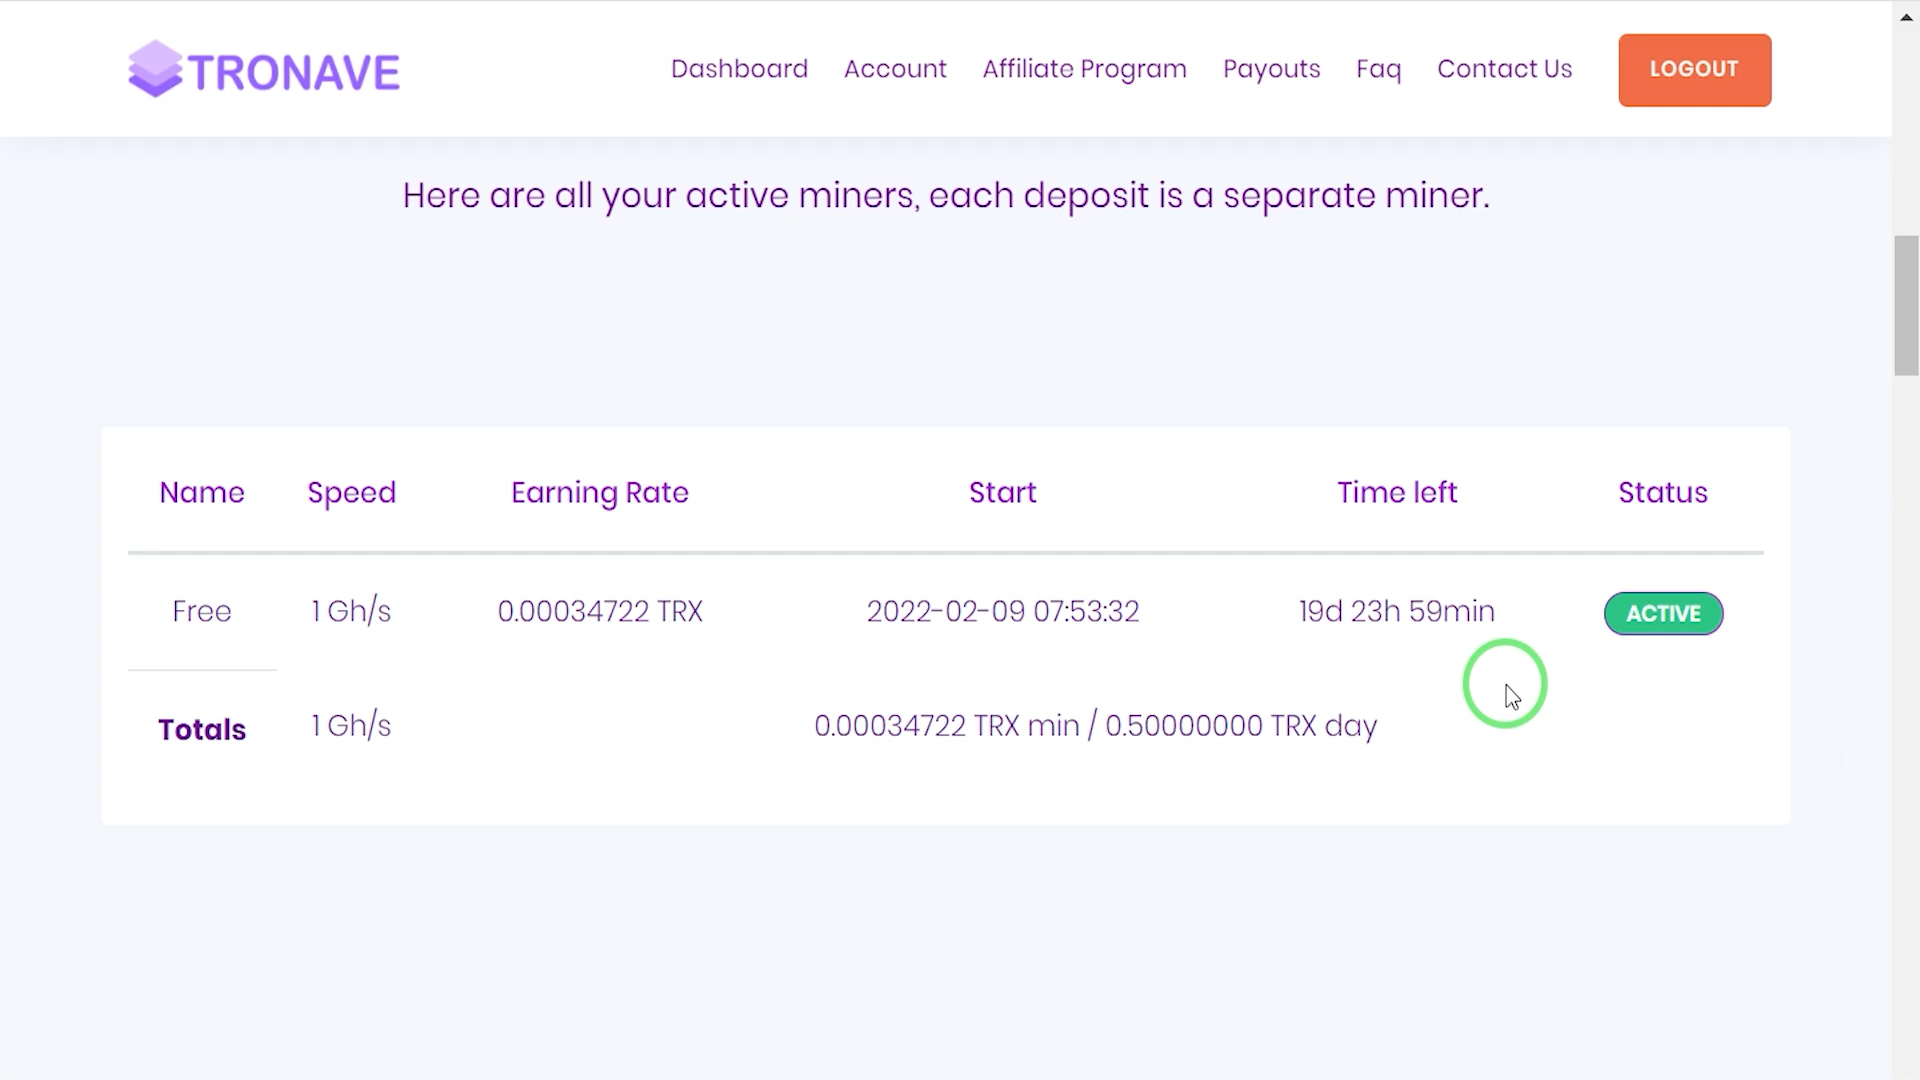 TRONAVE
Dashboard Account Affiliate Program Payouts Faq Contact Us LOGOUT
Here are all your active miners, each deposit is a separate miner.
Name Speed Earning Rate Start Time left Status
Free 1 Gh/s 0.00034722 TRX 2022-02-09 07:53:32 19d 23h 59min ACTIVE
Totals 1 Gh/s 0.00034722 TRX min / 0.50000000 TRX day